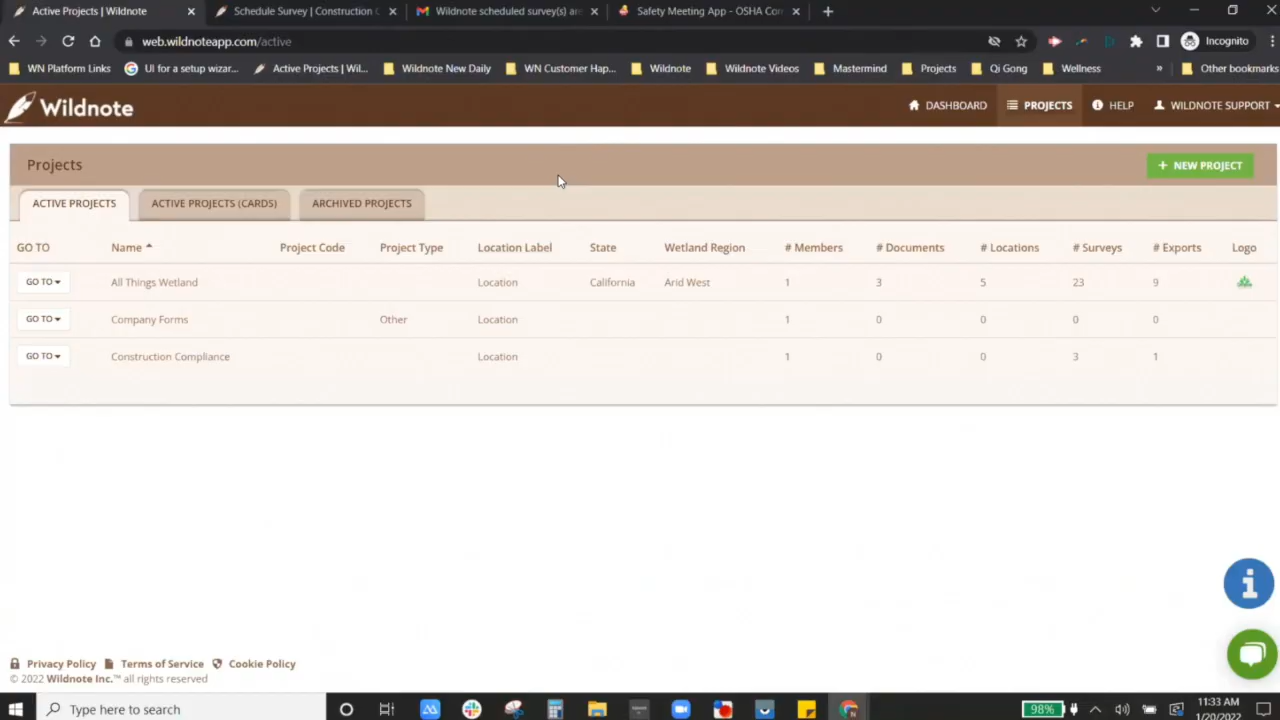 Active Projects | Wildnote
Schedule Survey | Construction C
Wildnote scheduled survey(s) are
Safety Meeting App - OSHA Com
web.wildnoteapp.com/active
Incognito
WN Platform Links
UI for a setup wizar...
Active Projects | Wil...
Wildnote New Daily
WN Customer Hap...
Wildnote
Wildnote Videos
Mastermind
Projects
Qi Gong
Wellness
»
Other bookmarks
Wildnote
DASHBOARD
PROJECTS
HELP
WILDNOTE SUPPORT
Projects
+ NEW PROJECT
ACTIVE PROJECTS
ACTIVE PROJECTS (CARDS)
ARCHIVED PROJECTS
GO TO Name Project Code Project Type Location Label State Wetland Region # Members # Documents # Locations # Surveys # Exports Logo
GO TO All Things Wetland Location California Arid West 1 3 5 23 9
GO TO Company Forms Other Location 1 0 0 0 0
GO TO Construction Compliance Location 1 0 0 3 1
Privacy Policy Terms of Service Cookie Policy
© 2022 Wildnote Inc.™ all rights reserved
Type here to search
98%
11:33 AM
1/20/2022